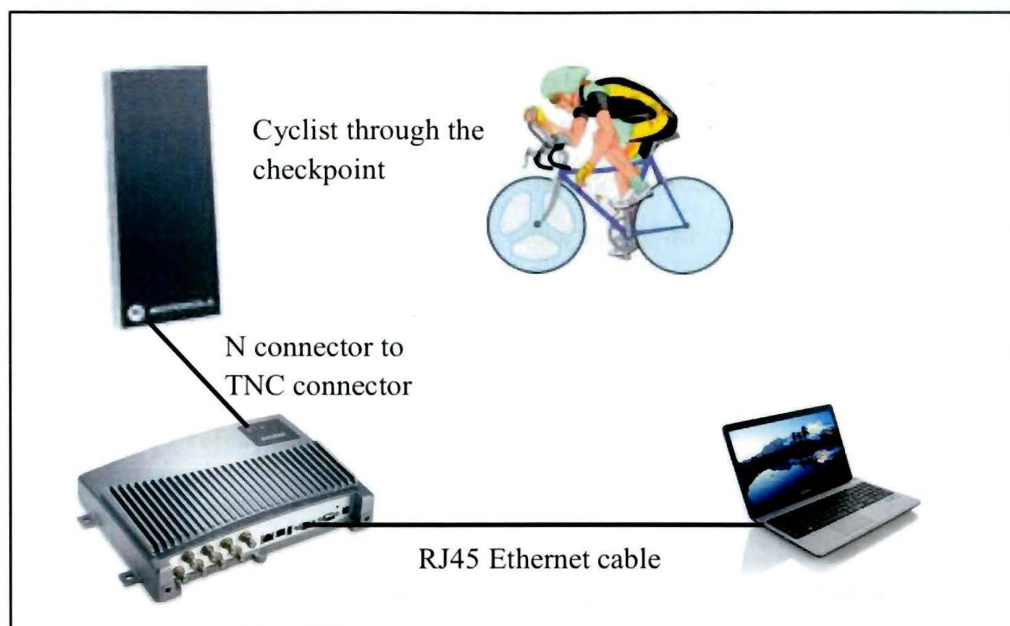 Cyclist through the
checkpoint
N connector to
TNC connector
RJ45 Ethernet cable